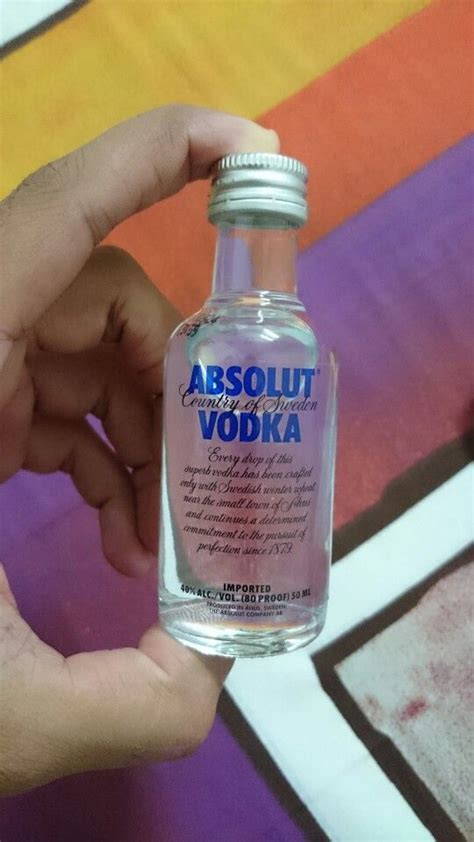 ABSOLUT
Country of Sweden
VODKA
Every drop of this
superb vodka has been crafted
only with Swedish winter wheat
near the small town of Åhus
and continues a determined
commitment to the pursuit of
perfection since 1879.
IMPORTED
40% ALC./VOL. (80 PROOF) 50 ML
PRODUCED IN ÅHUS, SWEDEN
THE ABSOLUT COMPANY AB